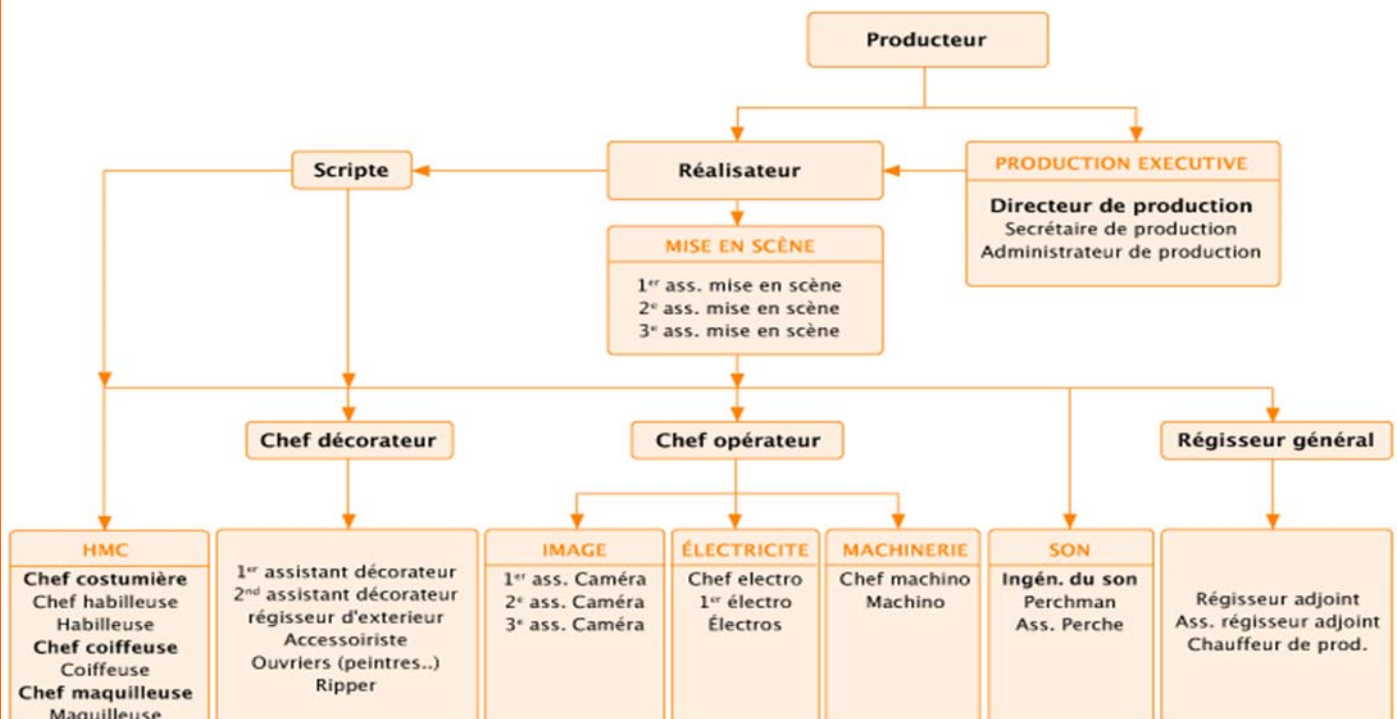 Producteur
Scripte
Réalisateur
PRODUCTION EXECUTIVE
Directeur de production
Secrétaire de production
Administrateur de production
MISE EN SCÈNE
1er ass. mise en scène
2e ass. mise en scène
3e ass. mise en scène
Chef décorateur
Chef opérateur
Régisseur général
HMC
Chef costumière
Chef habilleuse
Habilleuse
Chef coiffeuse
Coiffeuse
Chef maquilleuse
Maquilleuse
1er assistant décorateur
2nd assistant décorateur
régisseur d'exterieur
Accessoiriste
Ouvriers (peintres..)
Ripper
IMAGE
1er ass. Caméra
2e ass. Caméra
3e ass. Caméra
ÉLECTRICITE
Chef electro
1er électro
Électros
MACHINERIE
Chef machino
Machino
SON
Ingén. du son
Perchman
Ass. Perche
Régisseur adjoint
Ass. régisseur adjoint
Chauffeur de prod.